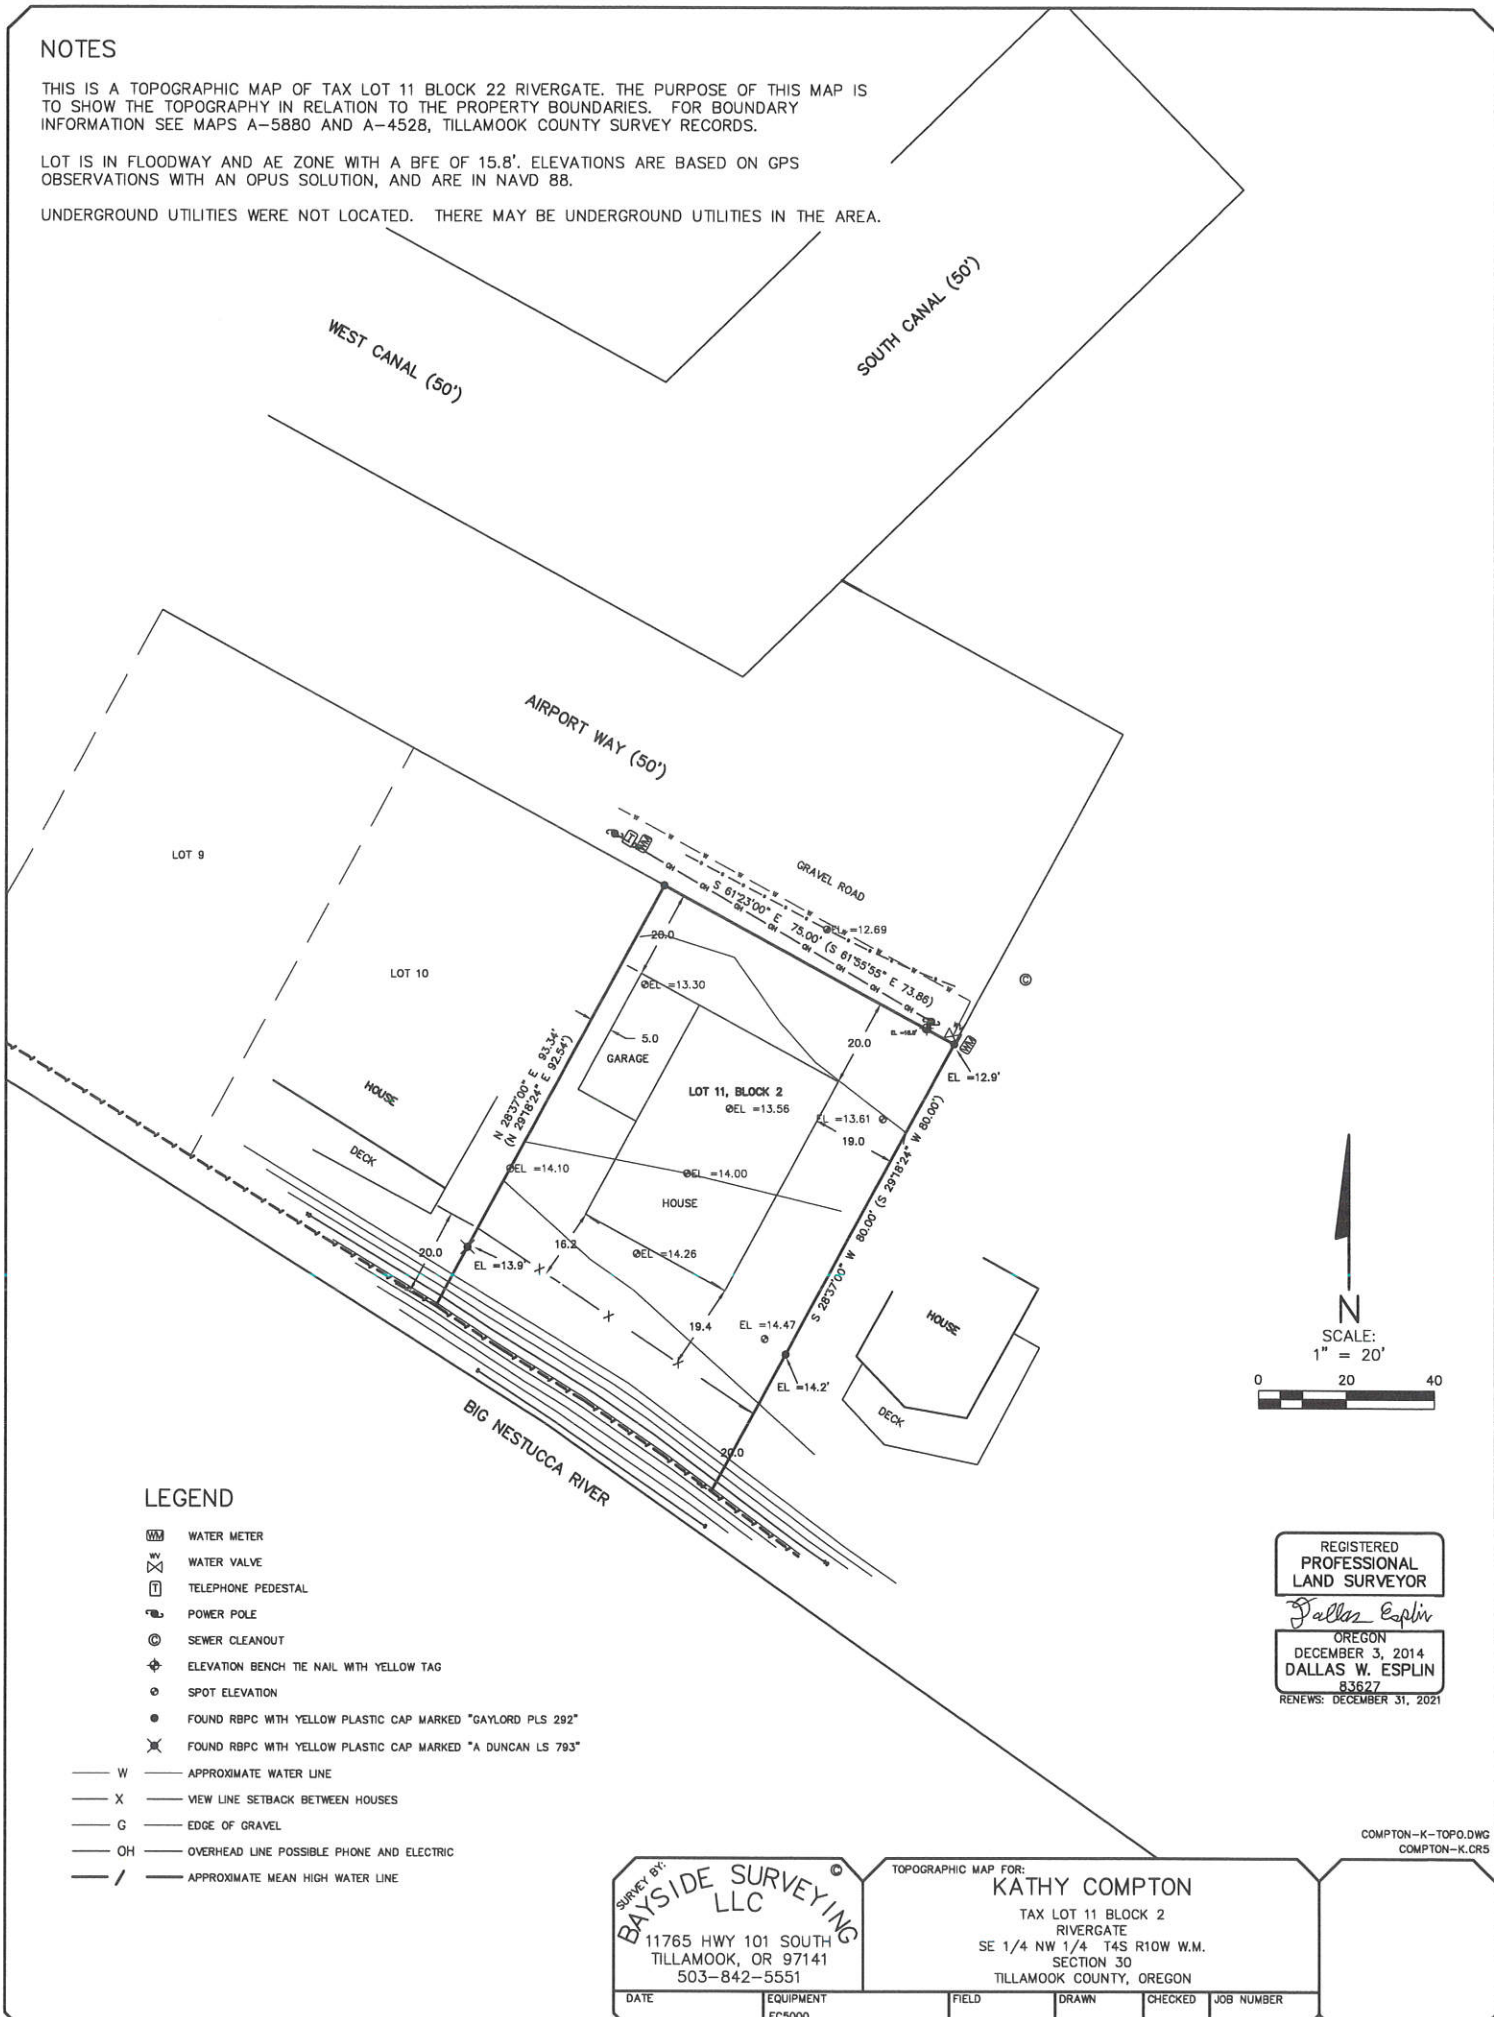 NOTES
THIS IS A TOPOGRAPHIC MAP OF TAX LOT 11 BLOCK 22 RIVERGATE. THE PURPOSE OF THIS MAP IS
TO SHOW THE TOPOGRAPHY IN RELATION TO THE PROPERTY BOUNDARIES. FOR BOUNDARY
INFORMATION SEE MAPS A-5880 AND A-4528, TILLAMOOK COUNTY SURVEY RECORDS.
LOT IS IN FLOODWAY AND AE ZONE WITH A BFE OF 15.8'. ELEVATIONS ARE BASED ON GPS
OBSERVATIONS WITH AN OPUS SOLUTION, AND ARE IN NAVD 88.
UNDERGROUND UTILITIES WERE NOT LOCATED. THERE MAY BE UNDERGROUND UTILITIES IN THE AREA.
WEST CANAL (50')
SOUTH CANAL (50')
AIRPORT WAY (50')
LOT 9
LOT 10
GRAVEL ROAD
S 61°23'00" E 75.00' (S 61°55'55" E 73.86)
EL =12.69
20.0
EL =13.30
5.0
GARAGE
N 28°37'00" E 93.34'
(N 29°18'24" E 92.54')
20.0
EL =12.9'
LOT 11, BLOCK 2
EL =13.56
EL =13.61
19.0
HOUSE
DECK
EL =14.10
EL =14.00
HOUSE
S 28°37'00" W 80.00' (S 29°18'24" W 80.00')
20.0
16.2
EL =14.26
EL =13.9'
X
X
X
19.4
EL =14.47
EL =14.2'
20.0
HOUSE
DECK
BIG NESTUCCA RIVER
N
SCALE:
1" = 20'
0 20 40
LEGEND
WM WATER METER
WV WATER VALVE
T TELEPHONE PEDESTAL
POWER POLE
C SEWER CLEANOUT
ELEVATION BENCH TIE NAIL WITH YELLOW TAG
SPOT ELEVATION
FOUND RBPC WITH YELLOW PLASTIC CAP MARKED "GAYLORD PLS 292"
FOUND RBPC WITH YELLOW PLASTIC CAP MARKED "A DUNCAN LS 793"
W APPROXIMATE WATER LINE
X VIEW LINE SETBACK BETWEEN HOUSES
G EDGE OF GRAVEL
OH OVERHEAD LINE POSSIBLE PHONE AND ELECTRIC
APPROXIMATE MEAN HIGH WATER LINE
REGISTERED
PROFESSIONAL
LAND SURVEYOR
Dallas Esplin
OREGON
DECEMBER 3, 2014
DALLAS W. ESPLIN
83627
RENEWS: DECEMBER 31, 2021
COMPTON-K-TOPO.DWG
COMPTON-K.CR5
SURVEY BY: ©
BAYSIDE SURVEYING
LLC
11765 HWY 101 SOUTH
TILLAMOOK, OR 97141
503-842-5551
TOPOGRAPHIC MAP FOR:
KATHY COMPTON
TAX LOT 11 BLOCK 2
RIVERGATE
SE 1/4 NW 1/4 T4S R10W W.M.
SECTION 30
TILLAMOOK COUNTY, OREGON
DATE EQUIPMENT FIELD DRAWN CHECKED JOB NUMBER